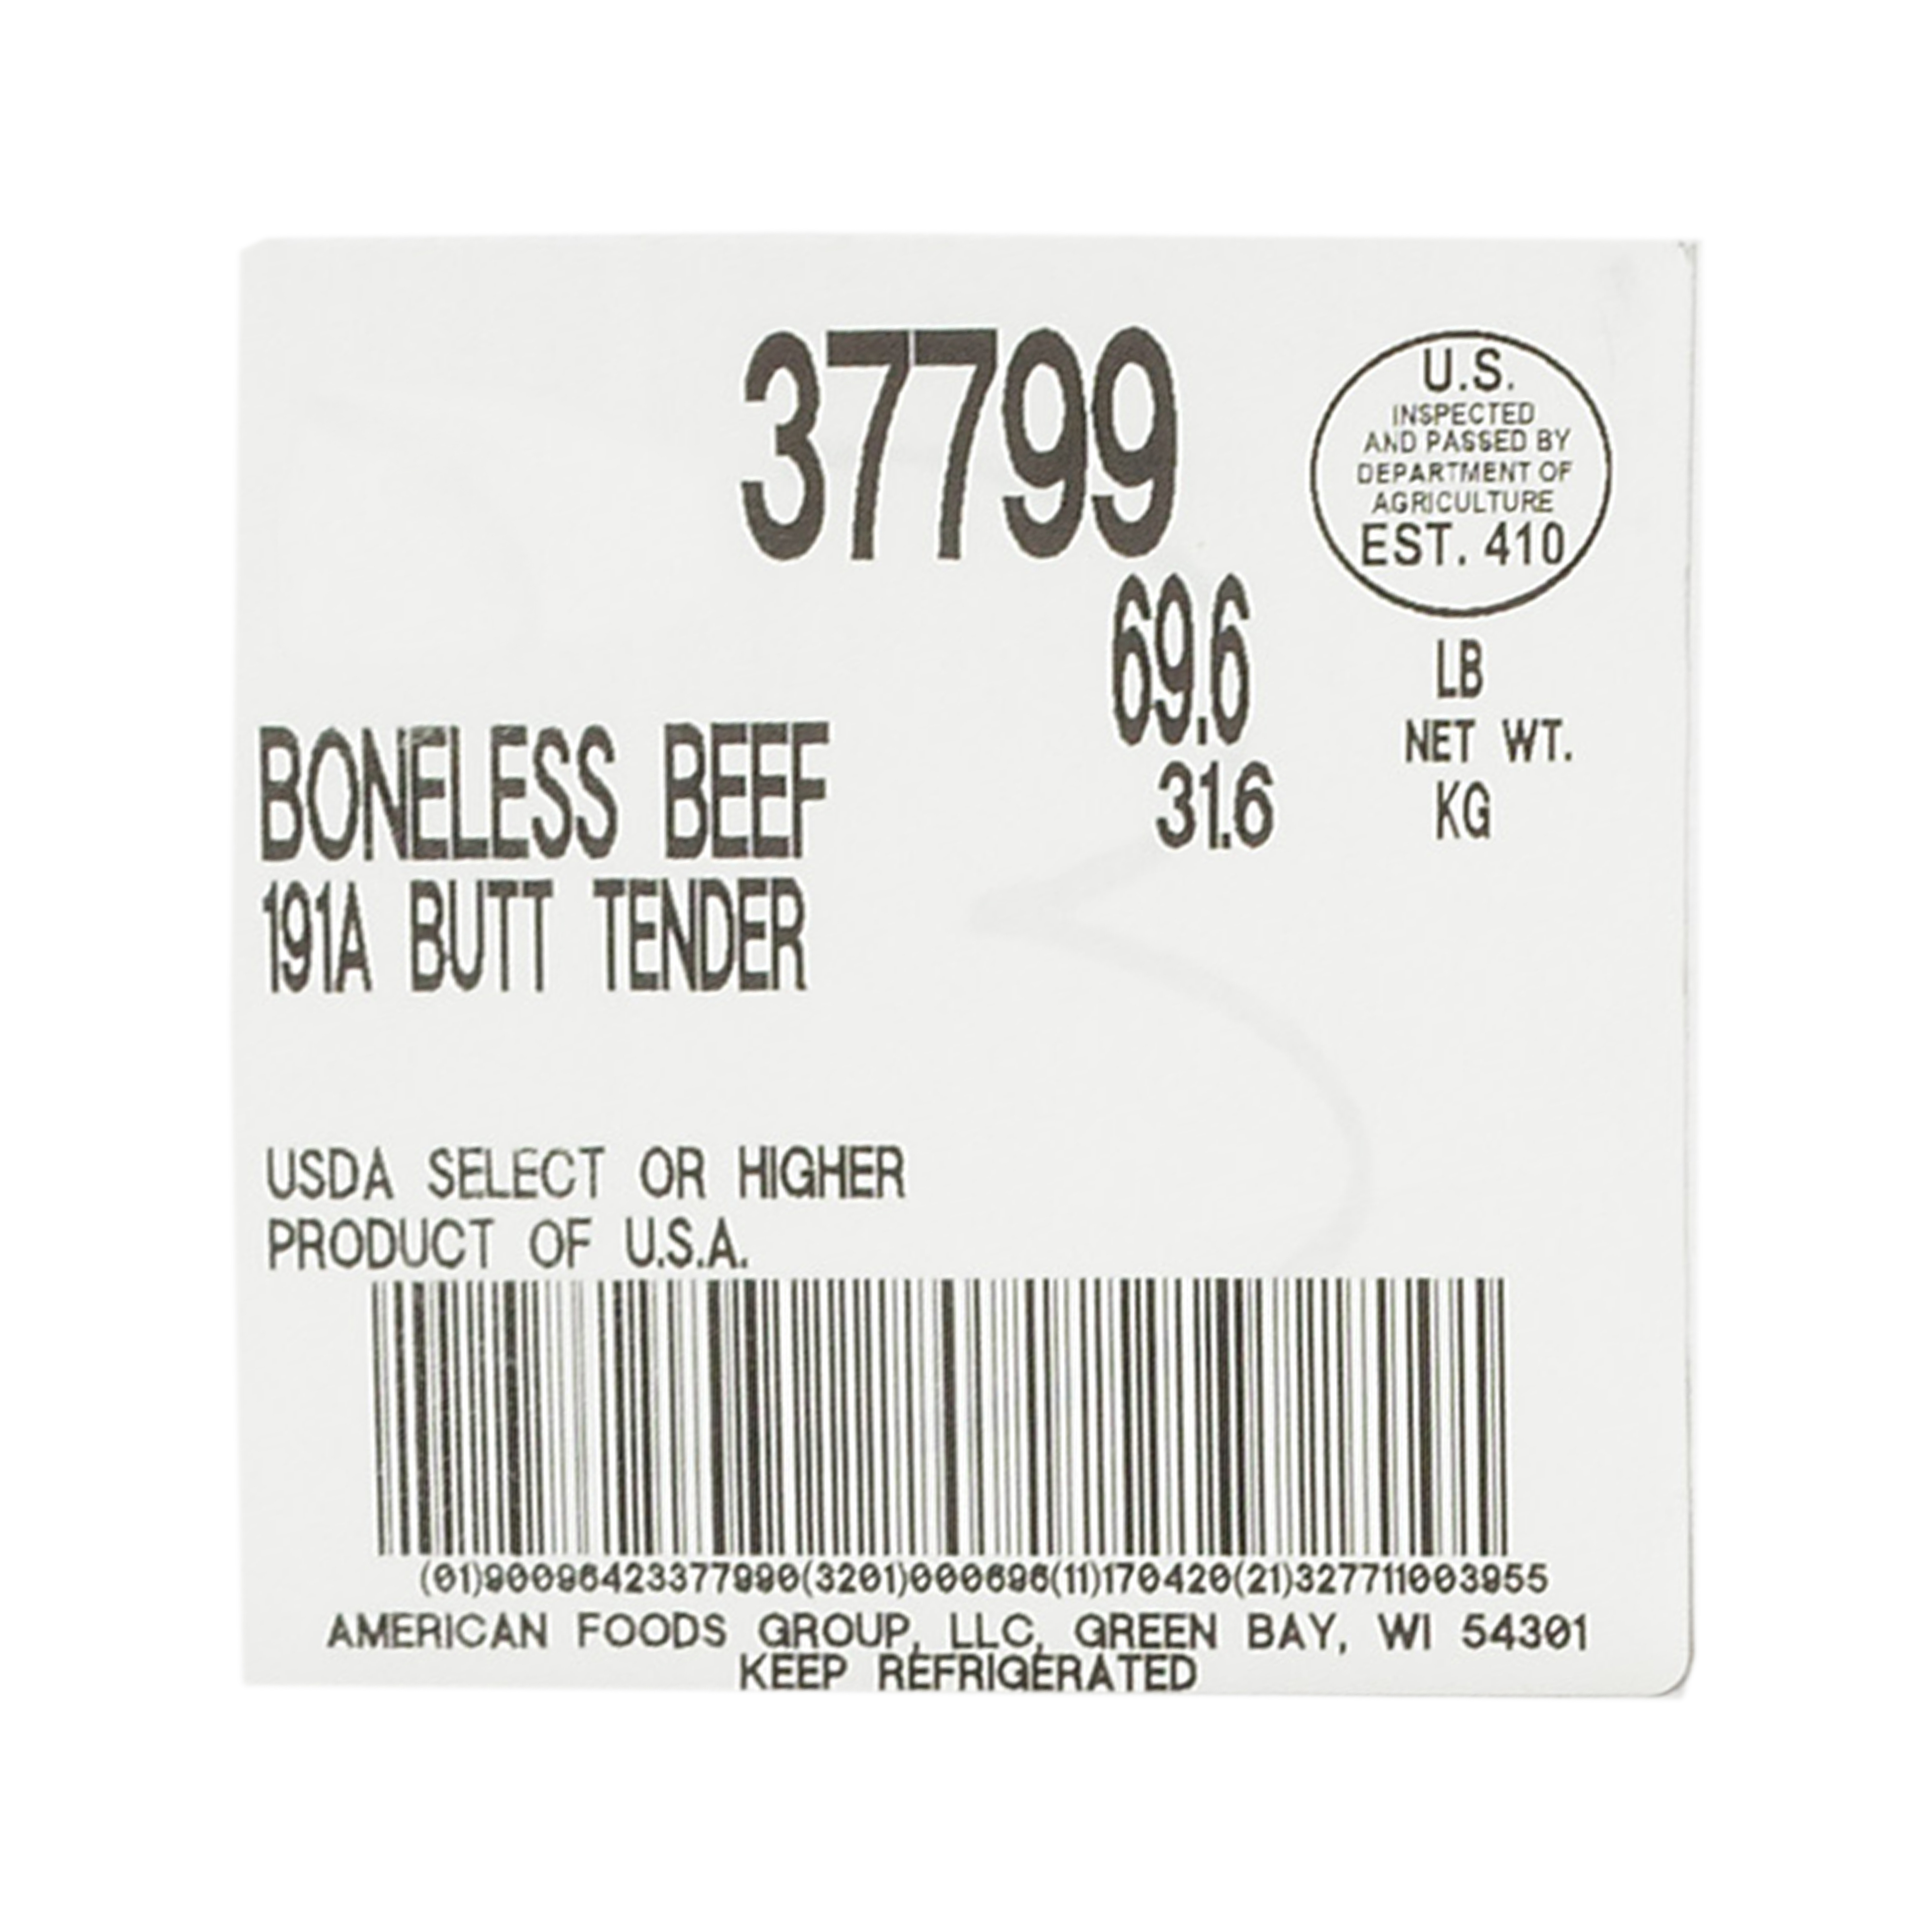 37799
U.S.
INSPECTED
AND PASSED BY
DEPARTMENT OF
AGRICULTURE
EST. 410
69.6 LB
NET WT.
31.6 KG
BONELESS BEEF
191A BUTT TENDER
USDA SELECT OR HIGHER
PRODUCT OF U.S.A.
(01)90096423377990(3201)000696(11)170420(21)327711003955
AMERICAN FOODS GROUP, LLC, GREEN BAY, WI 54301
KEEP REFRIGERATED